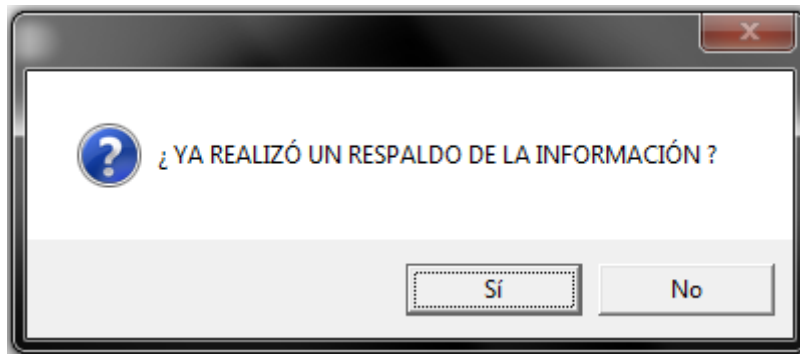 ¿ YA REALIZÓ UN RESPALDO DE LA INFORMACIÓN ?
Sí
No